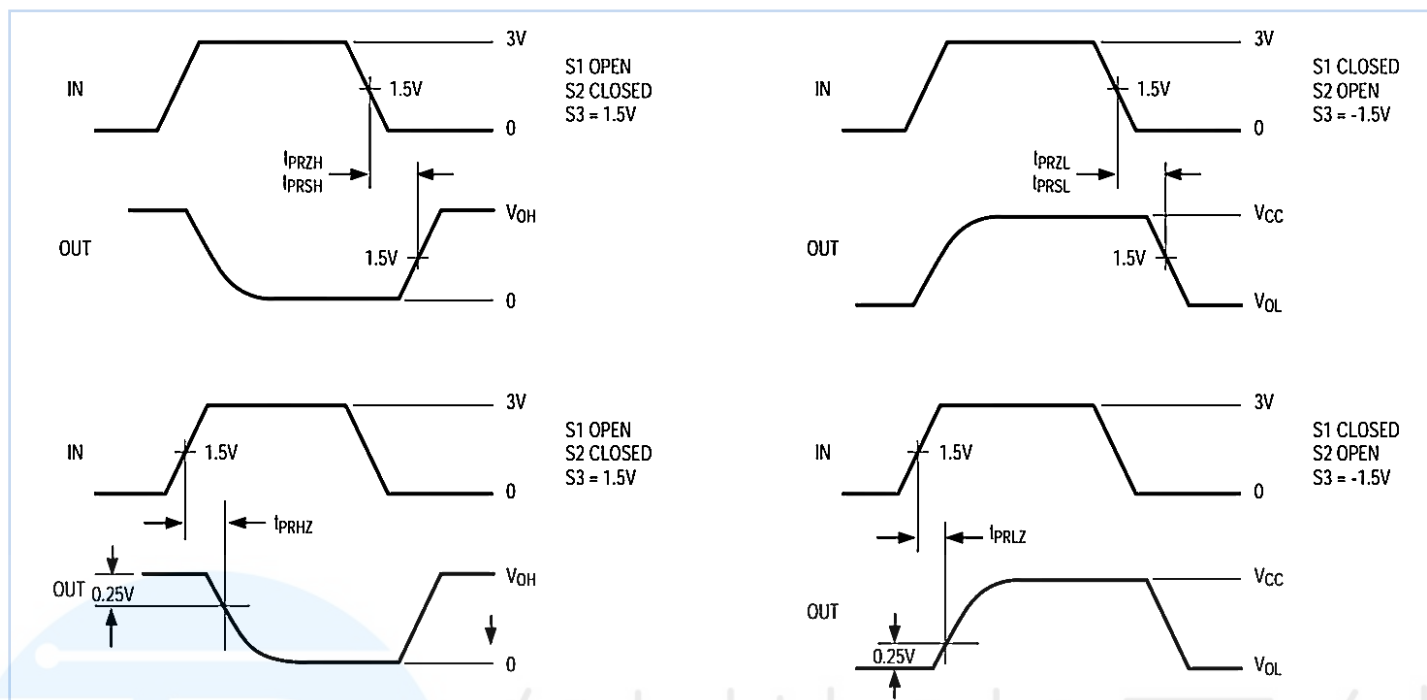 3V
IN
1.5V
S1 OPEN
S2 CLOSED
S3 = 1.5V
0
tPRZH
tPRSH
VOH
OUT
1.5V
0
3V
IN
1.5V
S1 CLOSED
S2 OPEN
S3 = -1.5V
0
tPRZL
tPRSL
VCC
OUT
1.5V
VOL
3V
IN
1.5V
S1 OPEN
S2 CLOSED
S3 = 1.5V
0
tPRHZ
VOH
OUT
0.25V
0
3V
IN
1.5V
S1 CLOSED
S2 OPEN
S3 = -1.5V
0
tPRLZ
VCC
OUT
0.25V
VOL